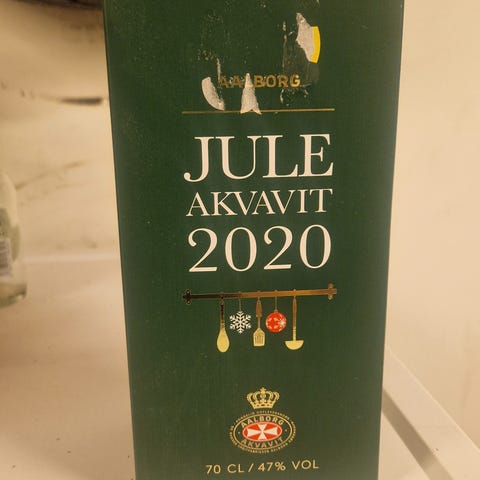 AALBORG
JULE
AKVAVIT
2020
AALBORG
AKVAVIT
70 CL / 47% VOL